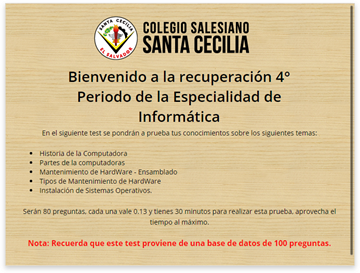 SANTA CECILIA
EL SALVADOR
COLEGIO SALESIANO
SANTA CECILIA
Bienvenido a la recuperación 4°
Periodo de la Especialidad de
Informática
En el siguiente test se pondrán a prueba tus conocimientos sobre los siguientes temas:
Historia de la Computadora
Partes de la computadoras
Mantenimiento de HardWare - Ensamblado
Tipos de Mantenimiento de HardWare
Instalación de Sistemas Operativos.
Serán 80 preguntas, cada una vale 0.13 y tienes 30 minutos para realizar esta prueba, aprovecha el
tiempo al máximo.
Nota: Recuerda que este test proviene de una base de datos de 100 preguntas.